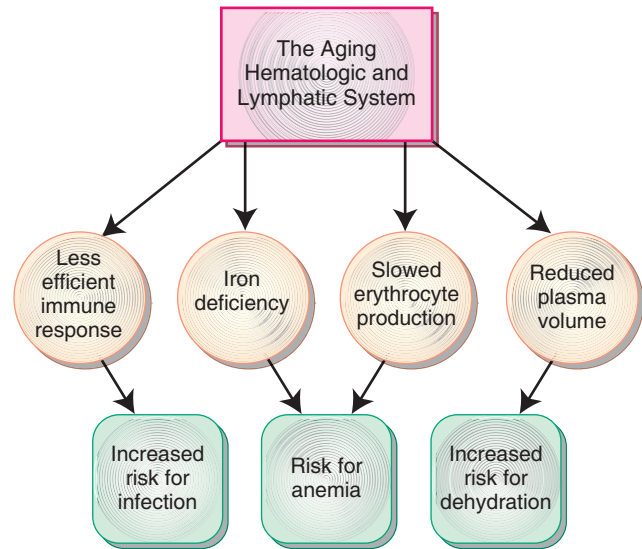 The Aging
Hematologic and
Lymphatic System
Less
efficient
immune
response
Iron
deficiency
Slowed
erythrocyte
production
Reduced
plasma
volume
Increased
risk for
infection
Risk for
anemia
Increased
risk for
dehydration